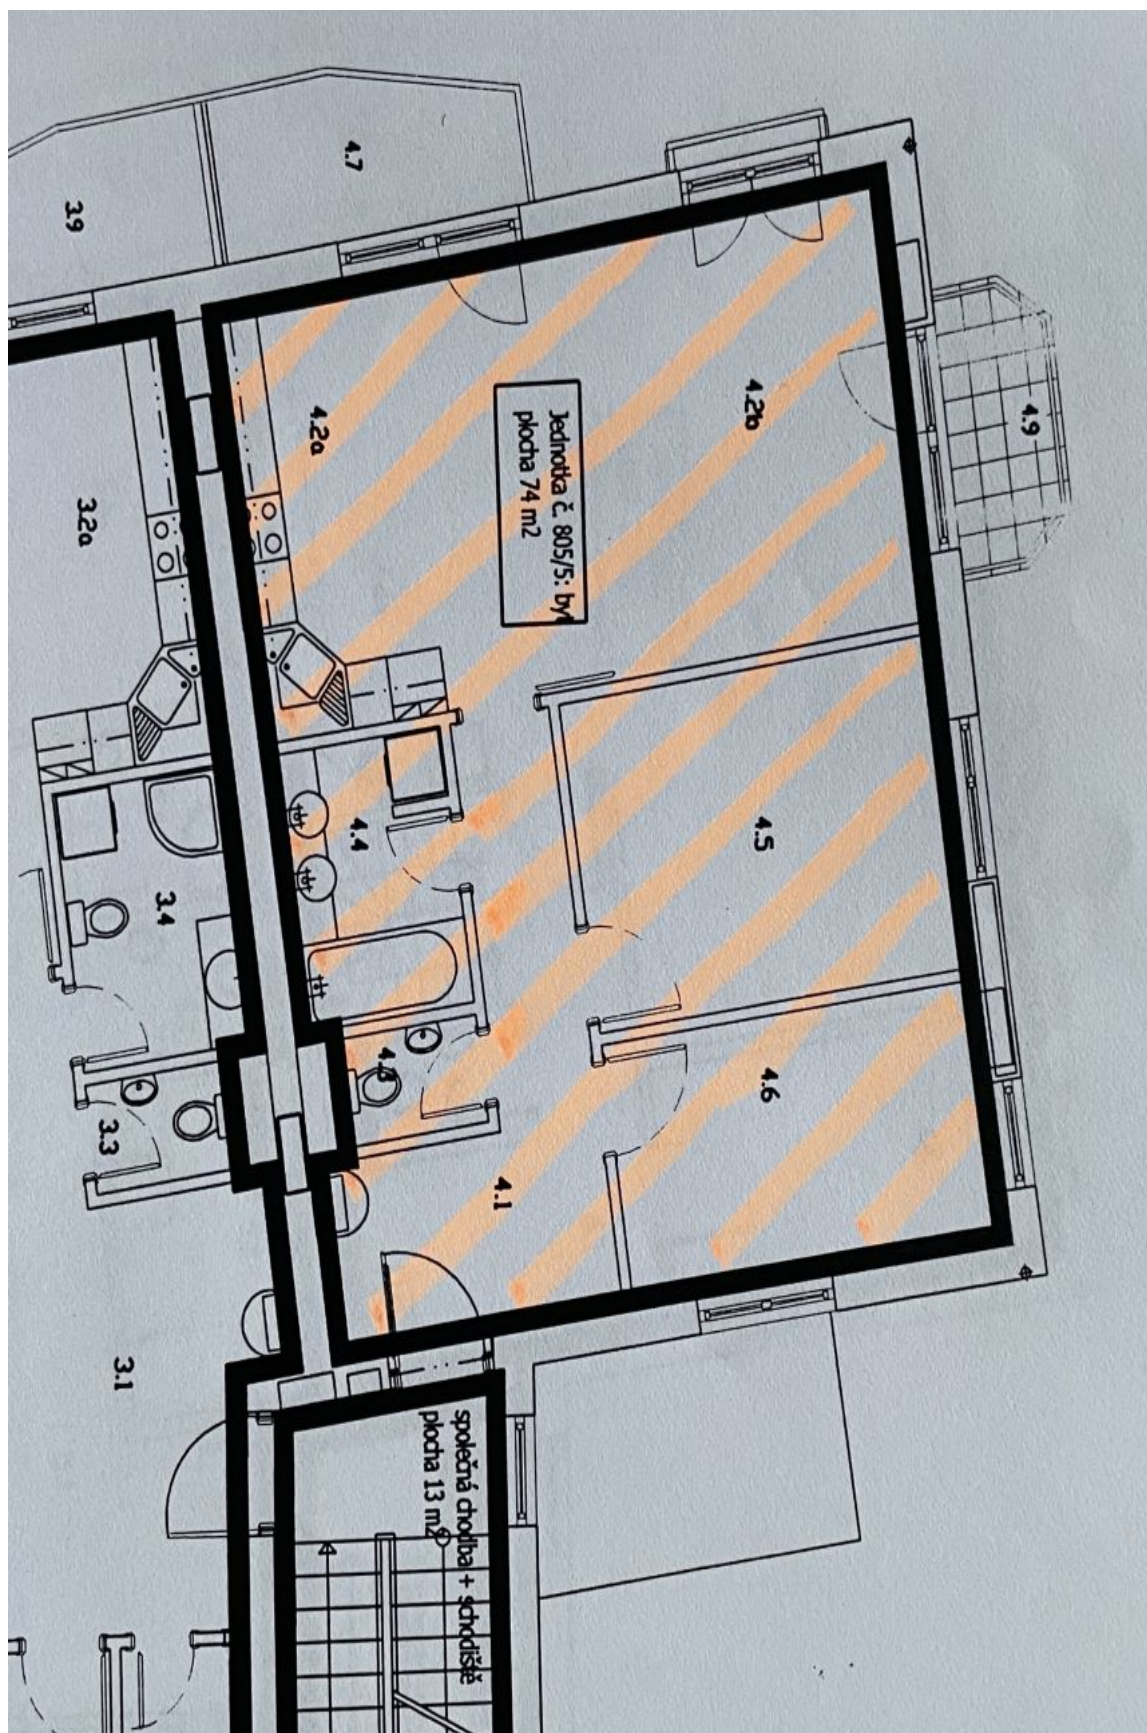 4.7
3.9
4.9
4.2b
4.2a
Jednotka č. 805/5: byt
plocha 74 m2
3.2a
4.5
4.4
3.4
4.6
4.3
3.3
4.1
3.1
společná chodba + schodiště
plocha 13 m2